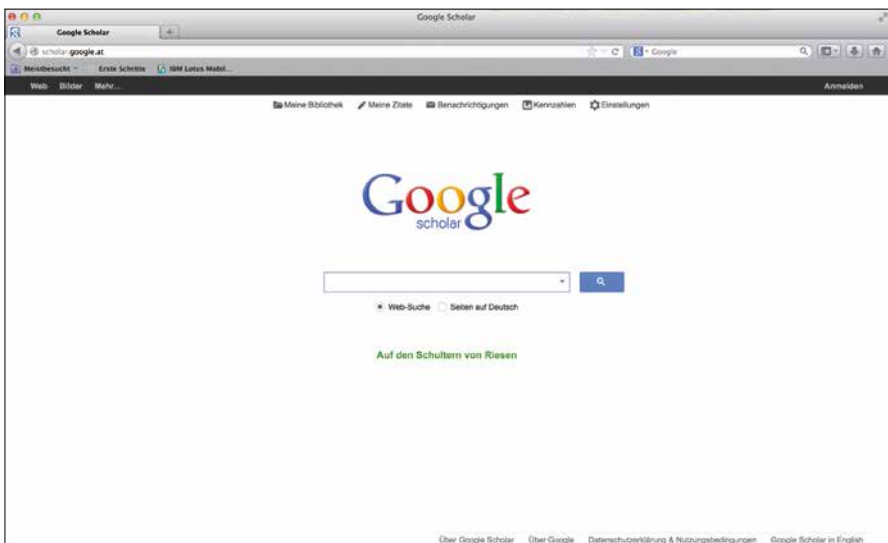 Google Scholar
Google Scholar
scholar.google.at
Google
Meistbesucht
Erste Schritte
IBM Lotus Mobil...
Web Bilder Mehr...
Anmelden
Meine Bibliothek Meine Zitate Benachrichtigungen Kennzahlen Einstellungen
Google
scholar
Web-Suche Seiten auf Deutsch
Auf den Schultern von Riesen
Über Google Scholar Über Google Datenschutzerklärung & Nutzungsbedingungen Google Scholar in English